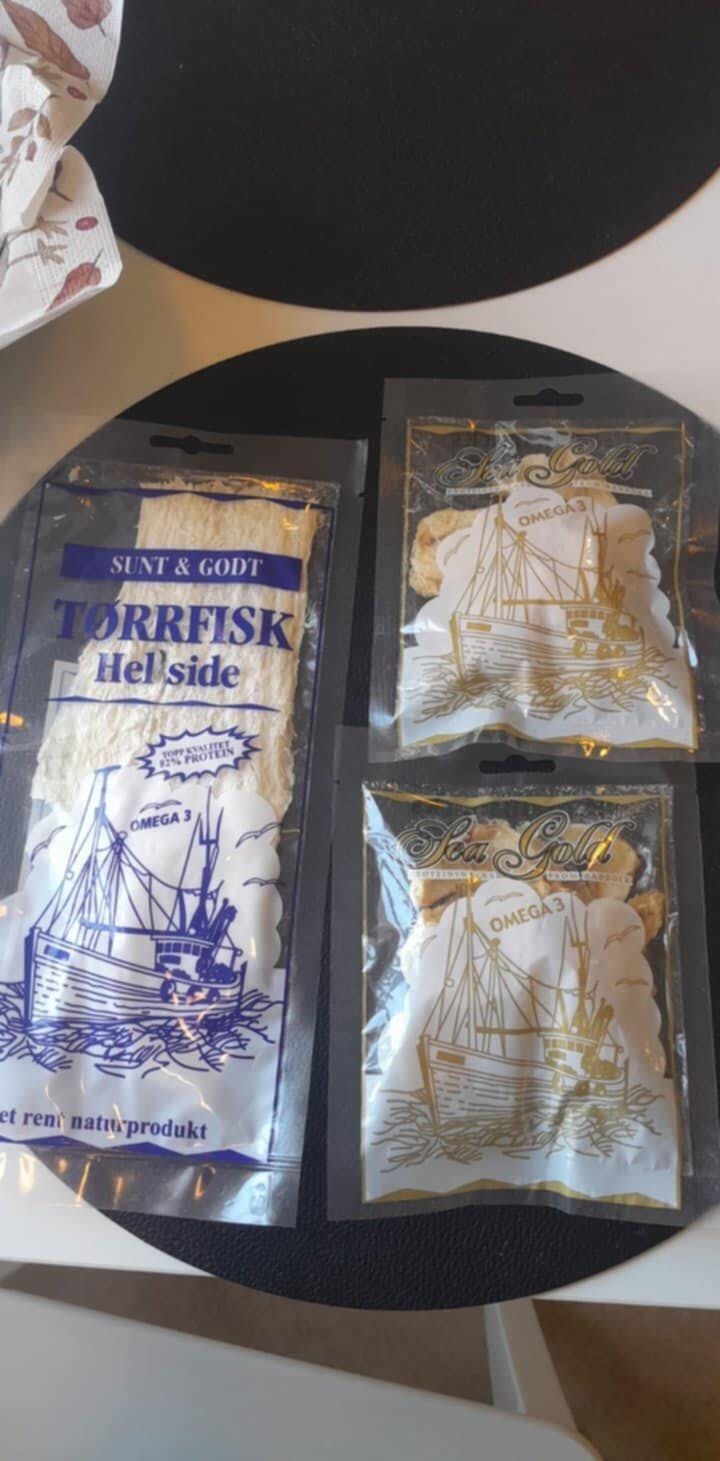 SUNT & GODT
TØRRFISK
Hel side
TOPP KVALITET
82% PROTEIN
OMEGA 3
et rent naturprodukt
Sea Gold
OMEGA 3
Sea Gold
OMEGA 3